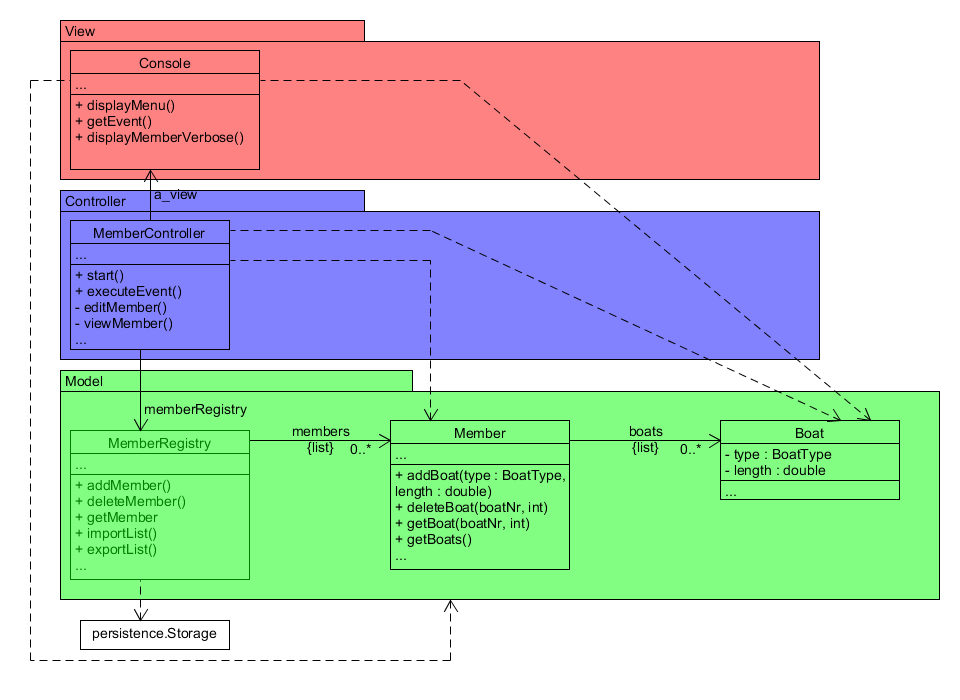 View
Console
...
+ displayMenu()
+ getEvent()
+ displayMemberVerbose()
a_view
Controller
MemberController
...
+ start()
+ executeEvent()
- editMember()
- viewMember()
...
Model
memberRegistry
MemberRegistry
...
+ addMember()
+ deleteMember()
+ getMember
+ importList()
+ exportList()
...
members
{list}
0..*
Member
...
+ addBoat(type : BoatType,
length : double)
+ deleteBoat(boatNr, int)
+ getBoat(boatNr, int)
+ getBoats()
...
boats
{list}
0..*
Boat
- type : BoatType
- length : double
...
persistence.Storage